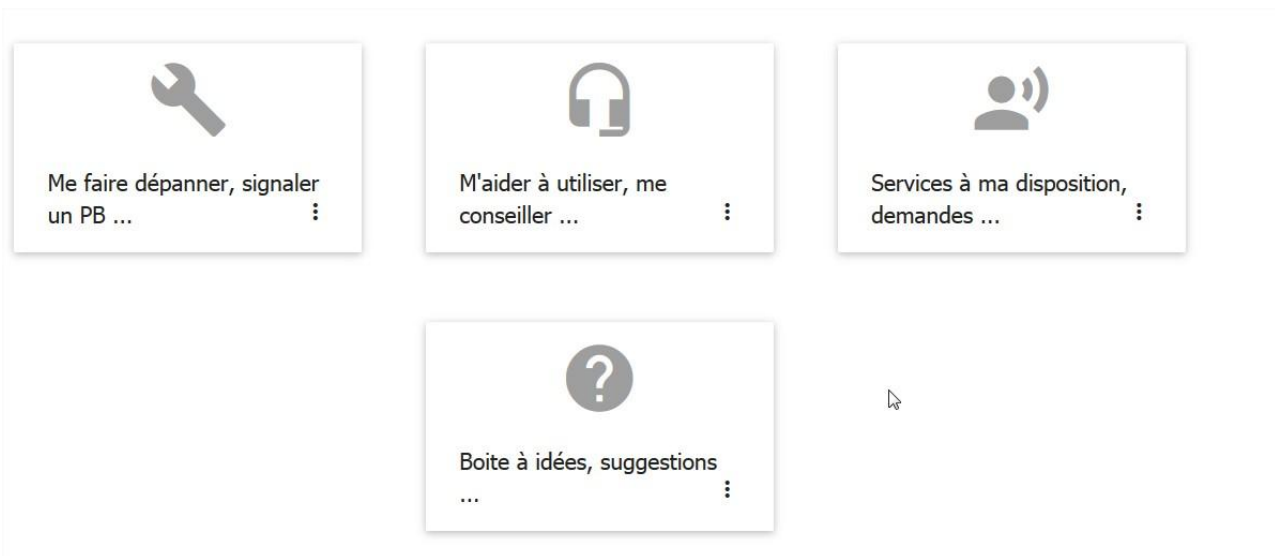 Me faire dépanner, signaler
un PB ...
M'aider à utiliser, me
conseiller ...
Services à ma disposition,
demandes ...
Boite à idées, suggestions
...